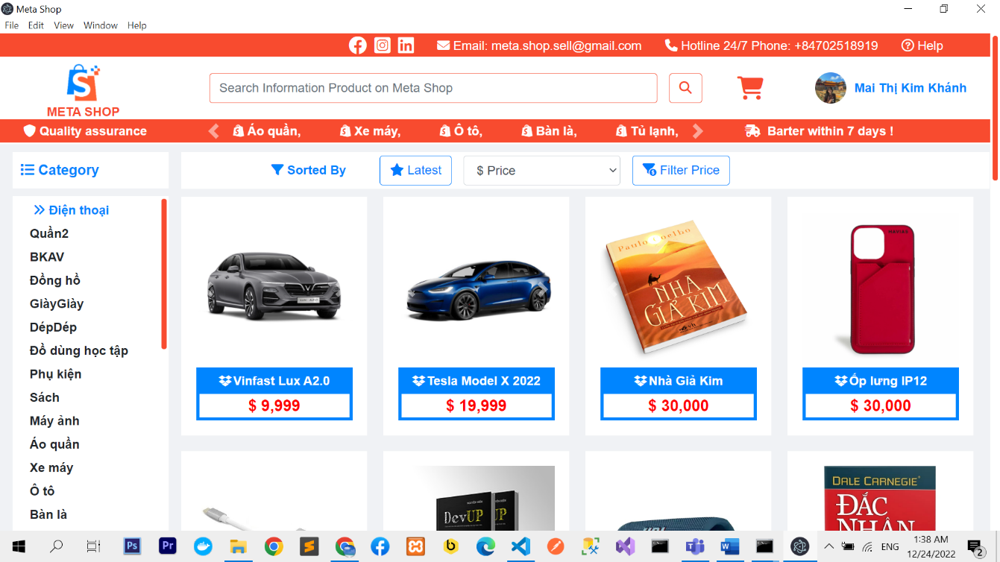 Meta Shop
File Edit View Window Help
Email: meta.shop.sell@gmail.com Hotline 24/7 Phone: +84702518919 Help
META SHOP
Search Information Product on Meta Shop
Mai Thị Kim Khánh
Quality assurance
Áo quần, Xe máy, Ô tô, Bàn là, Tủ lạnh,
Barter within 7 days !
Category
Sorted By Latest $ Price Filter Price
Điện thoại
Quần2
BKAV
Đồng hồ
GiàyGiày
DépDép
Đồ dùng học tập
Phụ kiện
Sách
Máy ảnh
Áo quần
Xe máy
Ô tô
Bàn là
Vinfast Lux A2.0
$ 9,999
Tesla Model X 2022
$ 19,999
Paulo Coelho
NHÀ
GIẢ KIM
Nhà Giả Kim
$ 30,000
Ốp lưng IP12
$ 30,000
DevUP
DALE CARNEGIE
ĐẮC
NHÂN
Ps
Pr
ENG
1:38 AM
12/24/2022
2